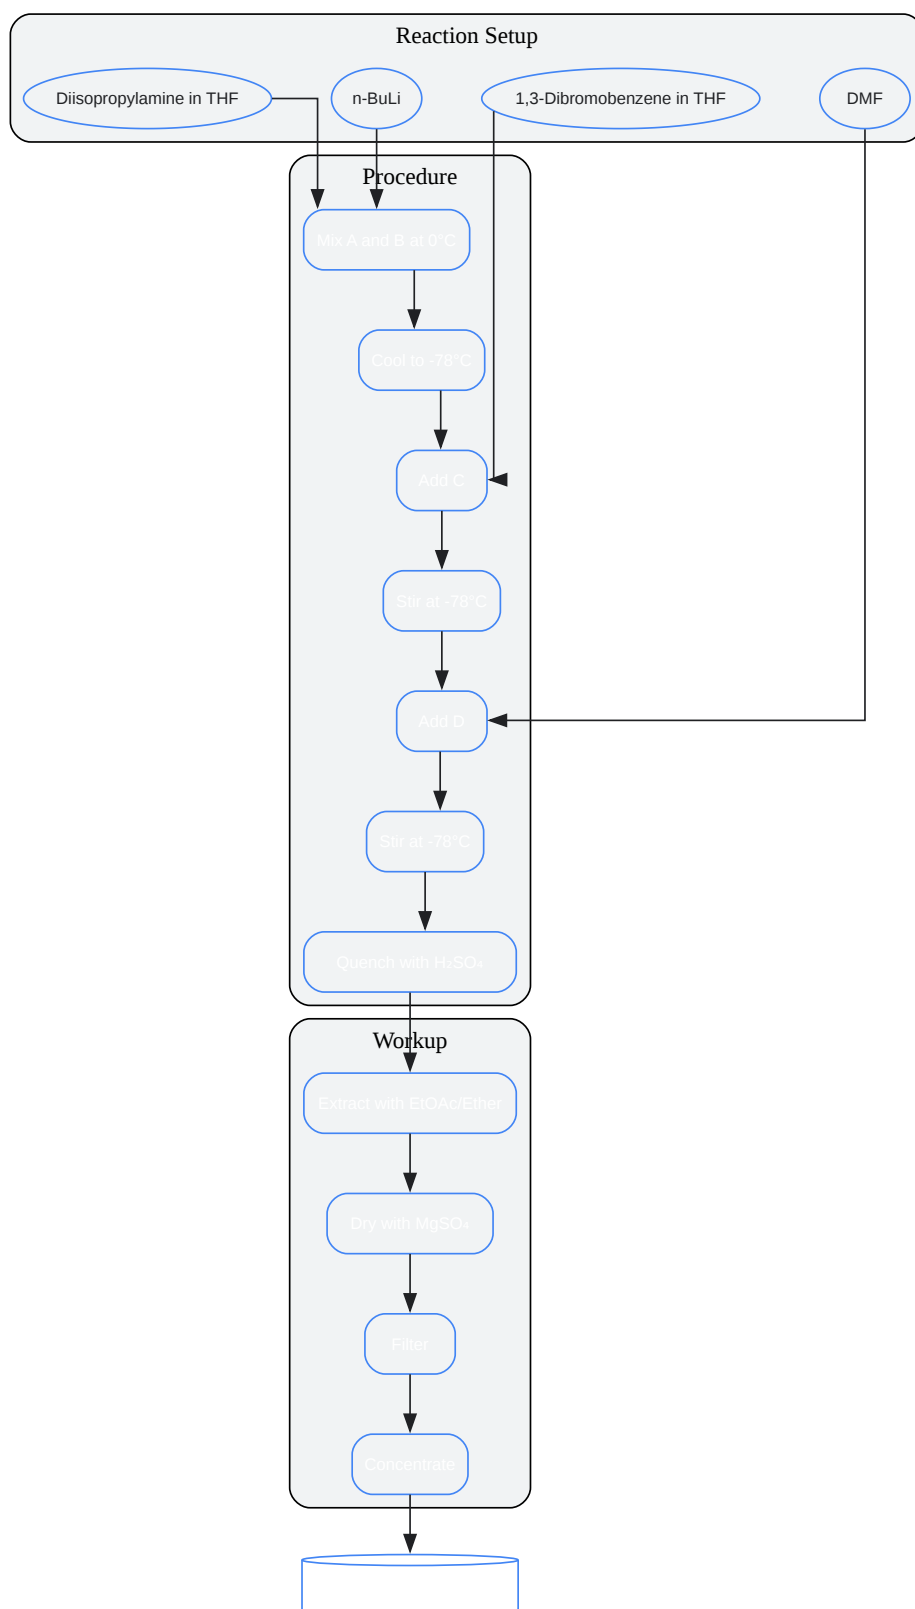 Reaction Setup
Diisopropylamine in THF
n-BuLi
1,3-Dibromobenzene in THF
DMF
Procedure
Mix A and B at 0°C
Cool to -78°C
Add C
Stir at -78°C
Add D
Stir at -78°C
Quench with H₂SO₄
Workup
Extract with EtOAc/Ether
Dry with MgSO₄
Filter
Concentrate